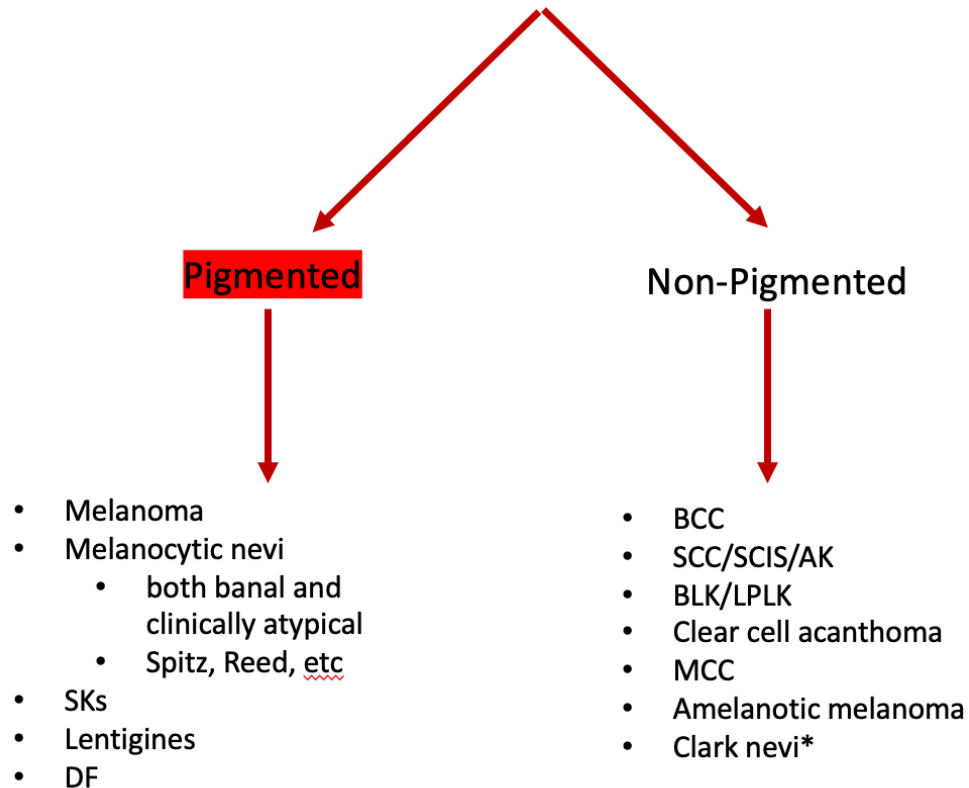 Pigmented
Non-Pigmented
• Melanoma
• Melanocytic nevi
• both banal and
clinically atypical
• Spitz, Reed, etc
• SKs
• Lentigines
• DF
• BCC
• SCC/SCIS/AK
• BLK/LPLK
• Clear cell acanthoma
• MCC
• Amelanotic melanoma
• Clark nevi*